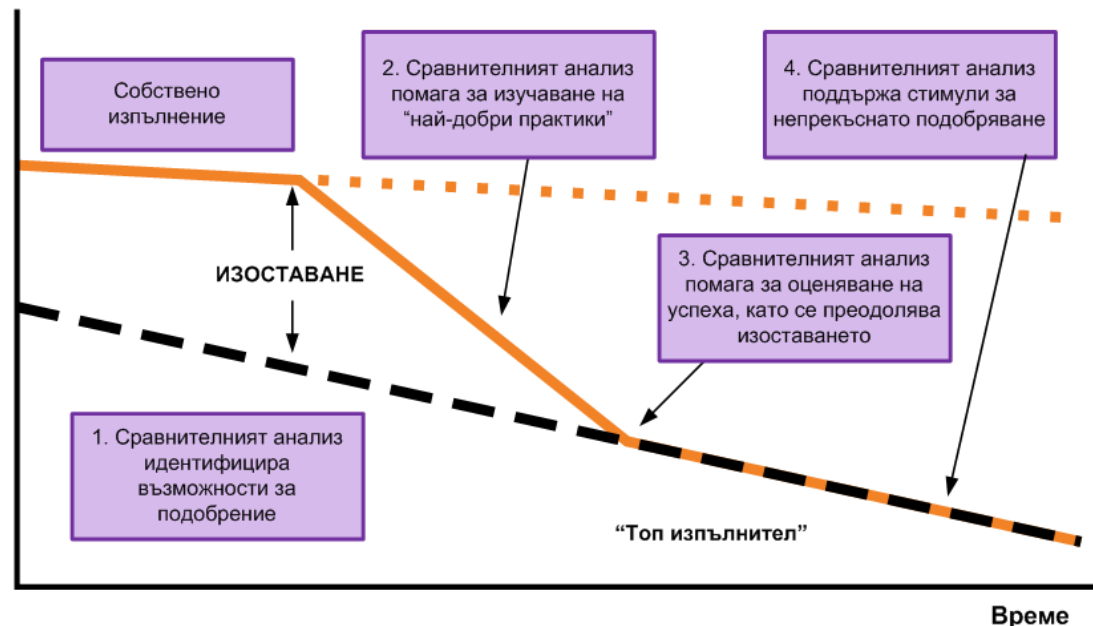 Собствено
изпълнение
2. Сравнителният анализ
помага за изучаване на
“най-добри практики”
4. Сравнителният анализ
поддържа стимули за
непрекъснато подобряване
ИЗОСТАВАНЕ
3. Сравнителният анализ
помага за оценяване на
успеха, като се преодолява
изоставането
1. Сравнителният анализ
идентифицира
възможности за
подобрение
“Топ изпълнител”
Време